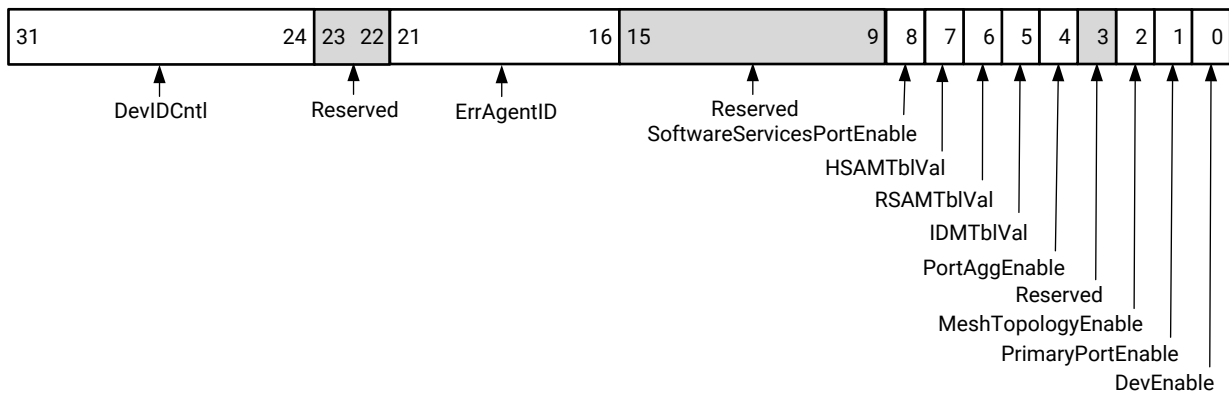 31 24 23 22 21 16 15 9 8 7 6 5 4 3 2 1 0
DevIDCntl Reserved ErrAgentID Reserved
SoftwareServicesPortEnable
HSAMTblVal
RSAMTblVal
IDMTblVal
PortAggEnable
Reserved
MeshTopologyEnable
PrimaryPortEnable
DevEnable